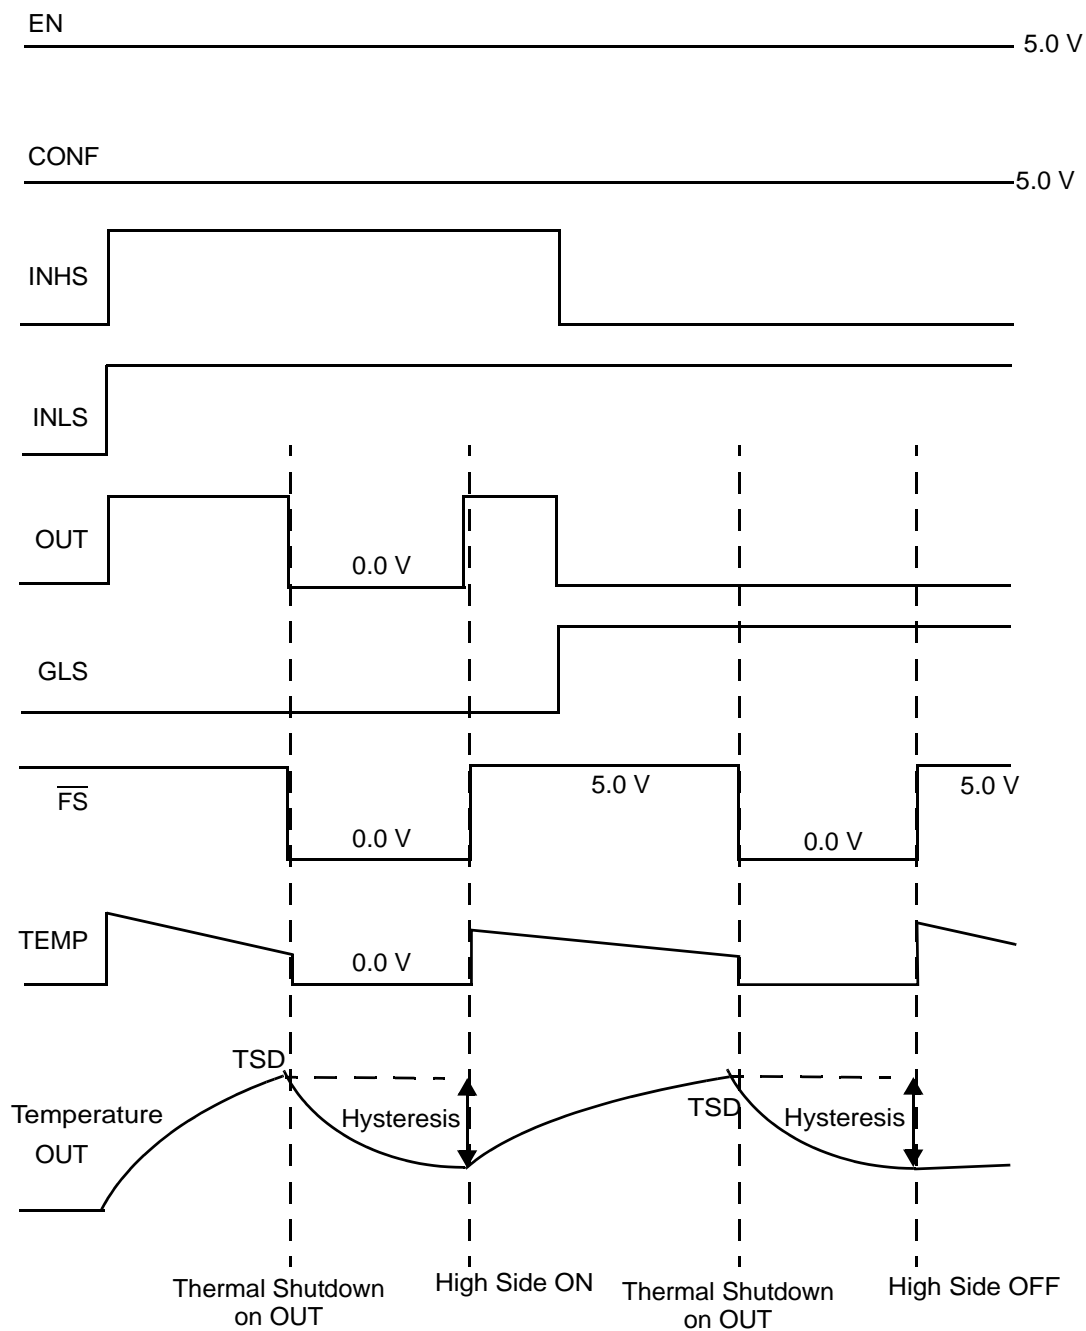 EN
5.0 V
CONF
5.0 V
INHS
INLS
OUT
0.0 V
GLS
FS
5.0 V
5.0 V
0.0 V
0.0 V
TEMP
0.0 V
TSD
Temperature
OUT
Hysteresis
TSD
Hysteresis
Thermal Shutdown
on OUT
High Side ON
Thermal Shutdown
on OUT
High Side OFF